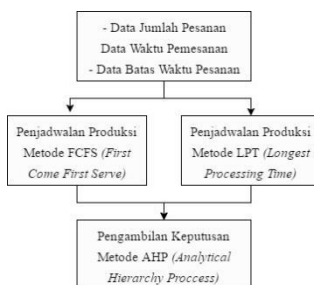 - Data Jumlah Pesanan
Data Waktu Pemesanan
- Data Batas Waktu Pesanan
Penjadwalan Produksi
Metode FCFS (First
Come First Serve)
Penjadwalan Produksi
Metode LPT (Longest
Processing Time)
Pengambilan Keputusan
Metode AHP (Analytical
Hierarchy Proccess)